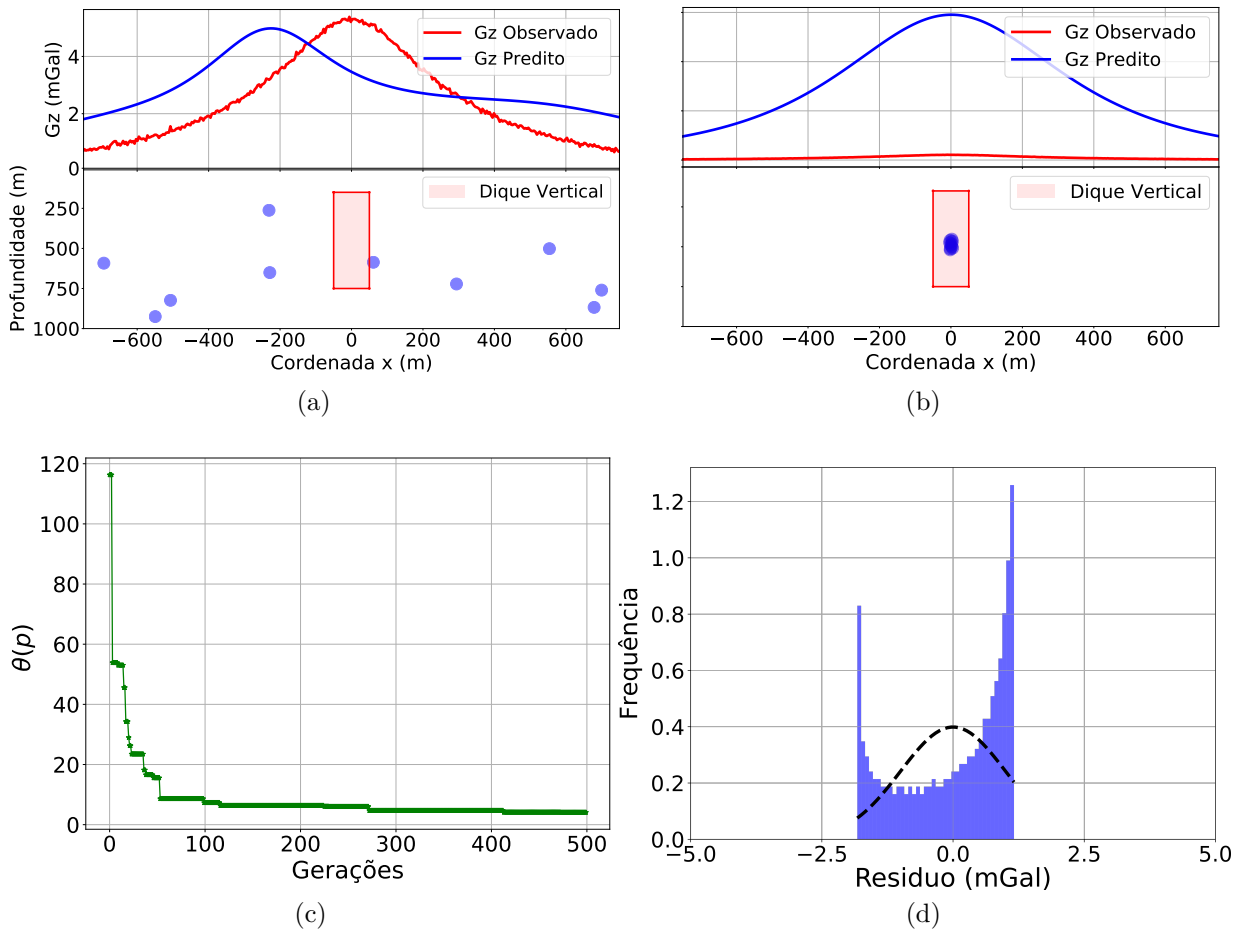 Gz (mGal)
4
2
0
Gz Observado
Gz Predito
Gz Observado
Gz Predito
Profundidade (m)
250
500
750
1000
Dique Vertical
Dique Vertical
−600 −400 −200 0 200 400 600
Cordenada x (m)
−600 −400 −200 0 200 400 600
Cordenada x (m)
(a)
(b)
θ(p)
120
100
80
60
40
20
0
0 100 200 300 400 500
Gerações
(c)
Frequência
1.2
1.0
0.8
0.6
0.4
0.2
0.0
−5.0 −2.5 0.0 2.5 5.0
Residuo (mGal)
(d)